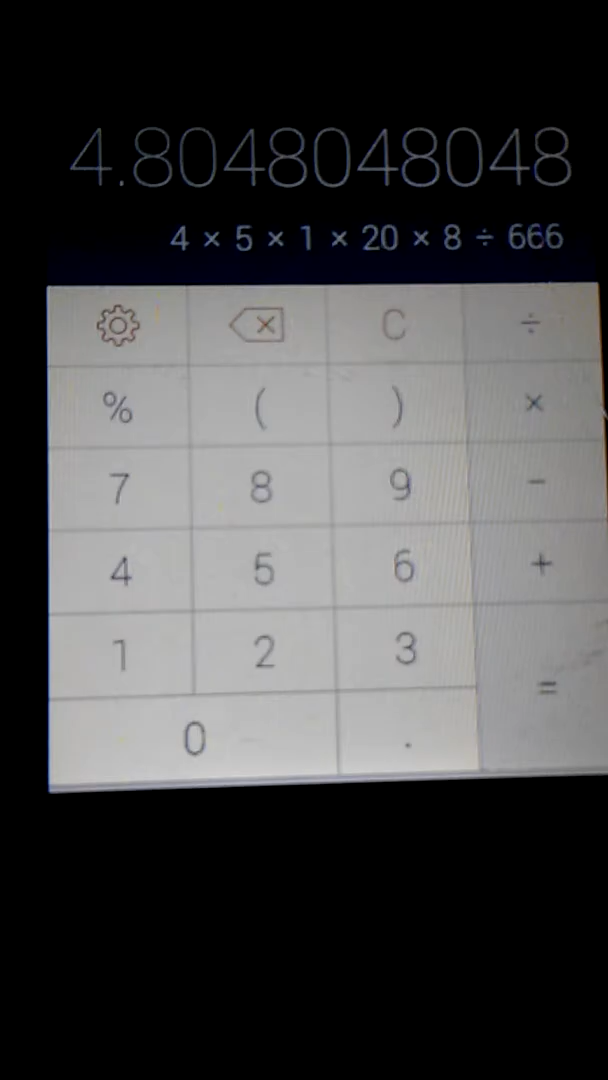 4.8048048048
4 × 5 × 1 × 20 × 8 ÷ 666
C ÷
% ( ) ×
7 8 9 −
4 5 6 +
1 2 3
=
0 .